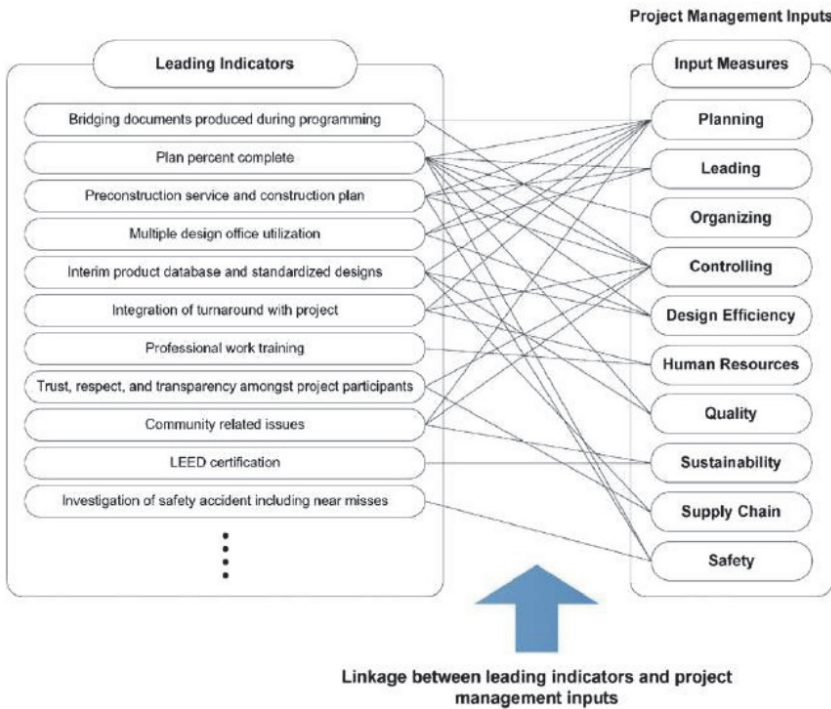 Project Management Inputs
Leading Indicators
Input Measures
Bridging documents produced during programming
Plan percent complete
Preconstruction service and construction plan
Multiple design office utilization
Interim product database and standardized designs
Integration of turnaround with project
Professional work training
Trust, respect, and transparency amongst project participants
Community related issues
LEED certification
Investigation of safety accident including near misses
Planning
Leading
Organizing
Controlling
Design Efficiency
Human Resources
Quality
Sustainability
Supply Chain
Safety
Linkage between leading indicators and project
management inputs